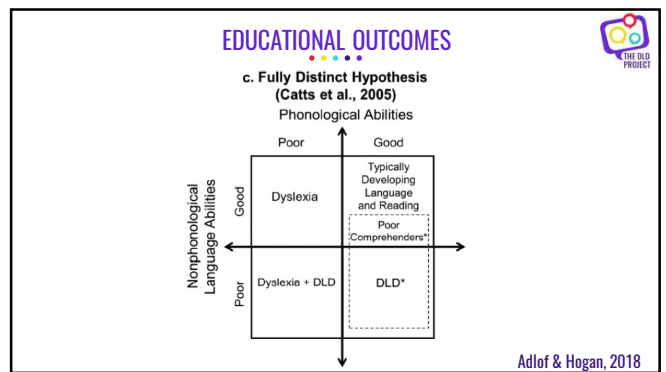 EDUCATIONAL OUTCOMES
THE DLD
PROJECT
c. Fully Distinct Hypothesis
(Catts et al., 2005)
Phonological Abilities
Poor
Good
Nonphonological
Language Abilities
Good
Poor
Dyslexia
Typically
Developing
Language
and Reading
Poor
Comprehenders*
Dyslexia + DLD
DLD*
Adlof & Hogan, 2018